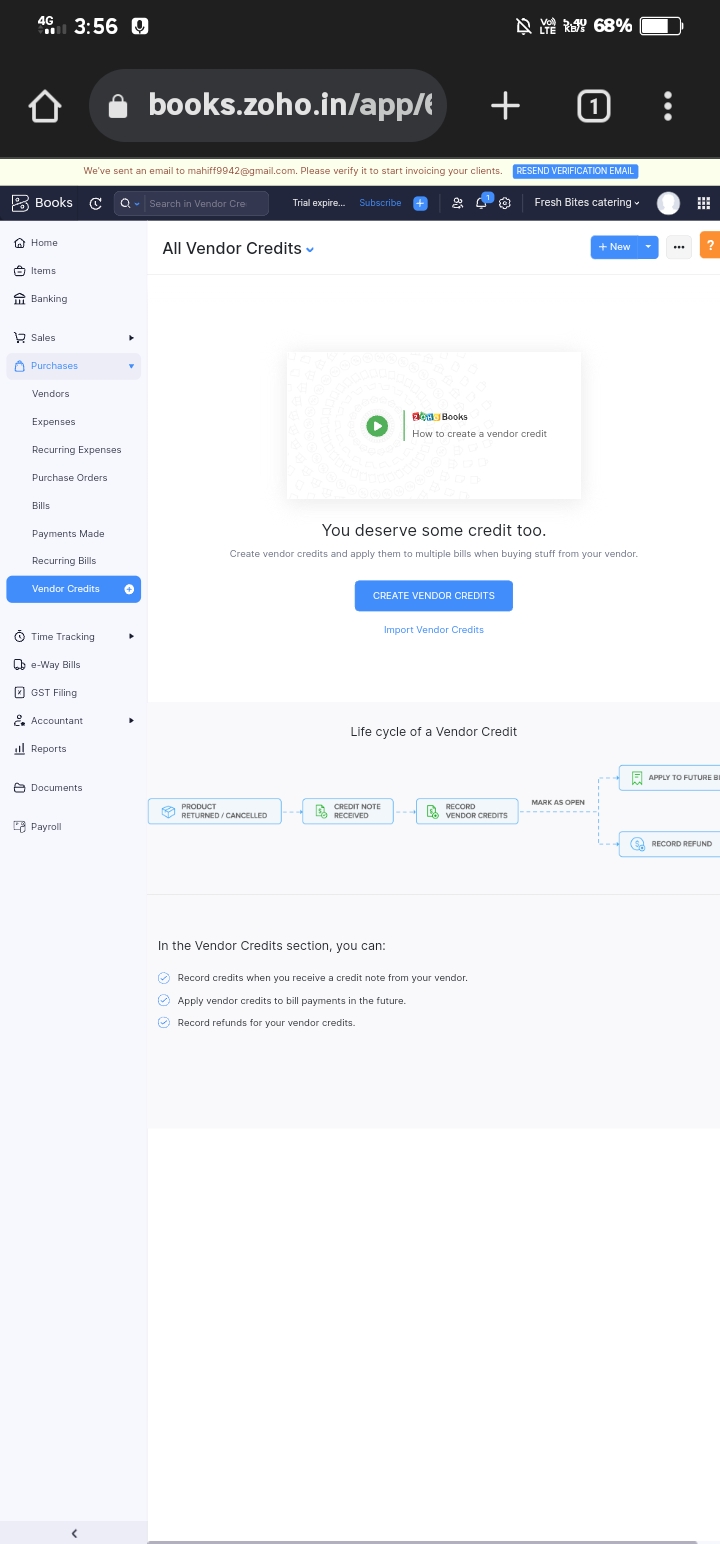 4G 3:56 Vo) LTE 5.40 KB/s 68%
books.zoho.in/app/6
1
We've sent an email to mahiff9942@gmail.com. Please verify it to start invoicing your clients. RESEND VERIFICATION EMAIL
Books Search in Vendor Cre Trial expire... Subscribe 1 Fresh Bites catering
Home
Items
Banking
Sales
Purchases
Vendors
Expenses
Recurring Expenses
Purchase Orders
Bills
Payments Made
Recurring Bills
Vendor Credits
Time Tracking
e-Way Bills
GST Filing
Accountant
Reports
Documents
Payroll
All Vendor Credits
+ New ... ?
ZOHO Books
How to create a vendor credit
You deserve some credit too.
Create vendor credits and apply them to multiple bills when buying stuff from your vendor.
CREATE VENDOR CREDITS
Import Vendor Credits
Life cycle of a Vendor Credit
PRODUCT
RETURNED / CANCELLED
CREDIT NOTE
RECEIVED
RECORD
VENDOR CREDITS
MARK AS OPEN
APPLY TO FUTURE BI
RECORD REFUND
In the Vendor Credits section, you can:
Record credits when you receive a credit note from your vendor.
Apply vendor credits to bill payments in the future.
Record refunds for your vendor credits.